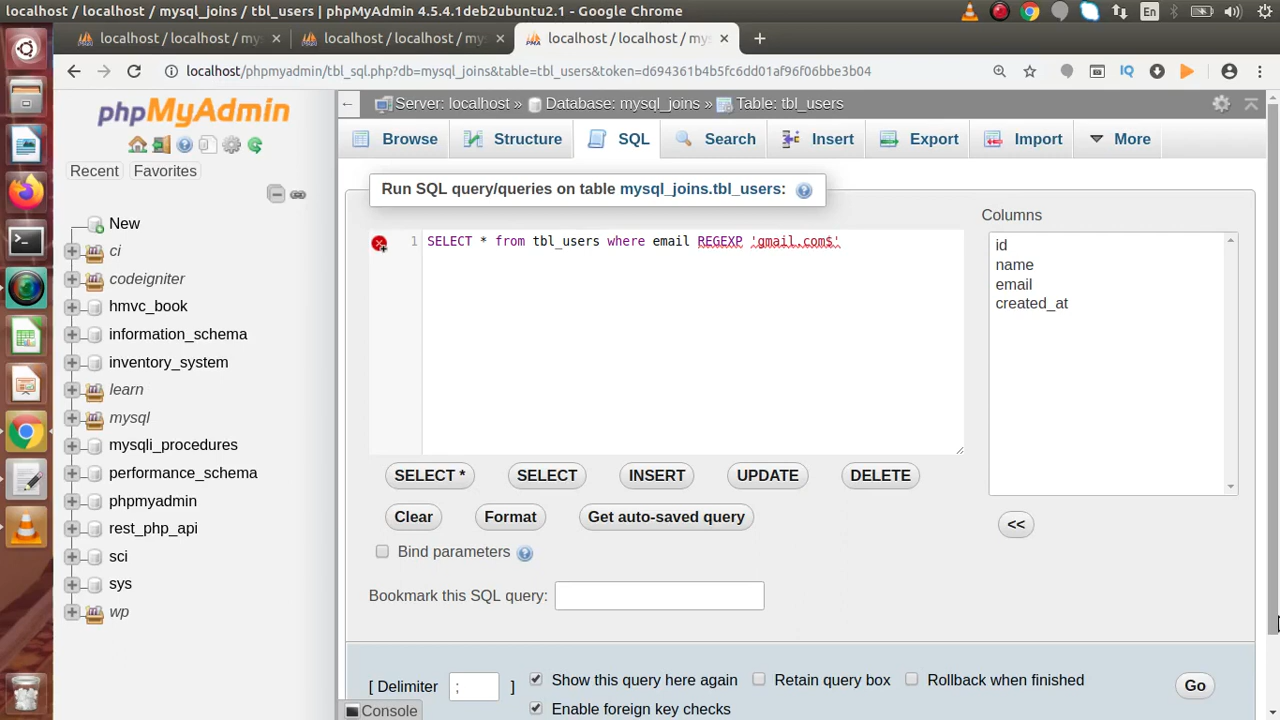 localhost / localhost / mysql_joins / tbl_users | phpMyAdmin 4.5.4.1deb2ubuntu2.1 - Google Chrome
En
localhost / localhost / my
localhost / localhost / my
localhost / localhost / my
localhost/phpmyadmin/tbl_sql.php?db=mysql_joins&table=tbl_users&token=d694361b4b5fc6dd01af96f06bbe3b04
IQ
phpMyAdmin
Recent
Favorites
New
ci
codeigniter
hmvc_book
information_schema
inventory_system
learn
mysql
mysqli_procedures
performance_schema
phpmyadmin
rest_php_api
sci
sys
wp
Server: localhost » Database: mysql_joins » Table: tbl_users
Browse
Structure
SQL
Search
Insert
Export
Import
More
Run SQL query/queries on table mysql_joins.tbl_users:
1 SELECT * from tbl_users where email REGEXP 'gmail.com$'
Columns
id
name
email
created_at
<<
SELECT *
SELECT
INSERT
UPDATE
DELETE
Clear
Format
Get auto-saved query
Bind parameters
Bookmark this SQL query:
[ Delimiter ; ]
Show this query here again
Retain query box
Rollback when finished
Go
Enable foreign key checks
Console